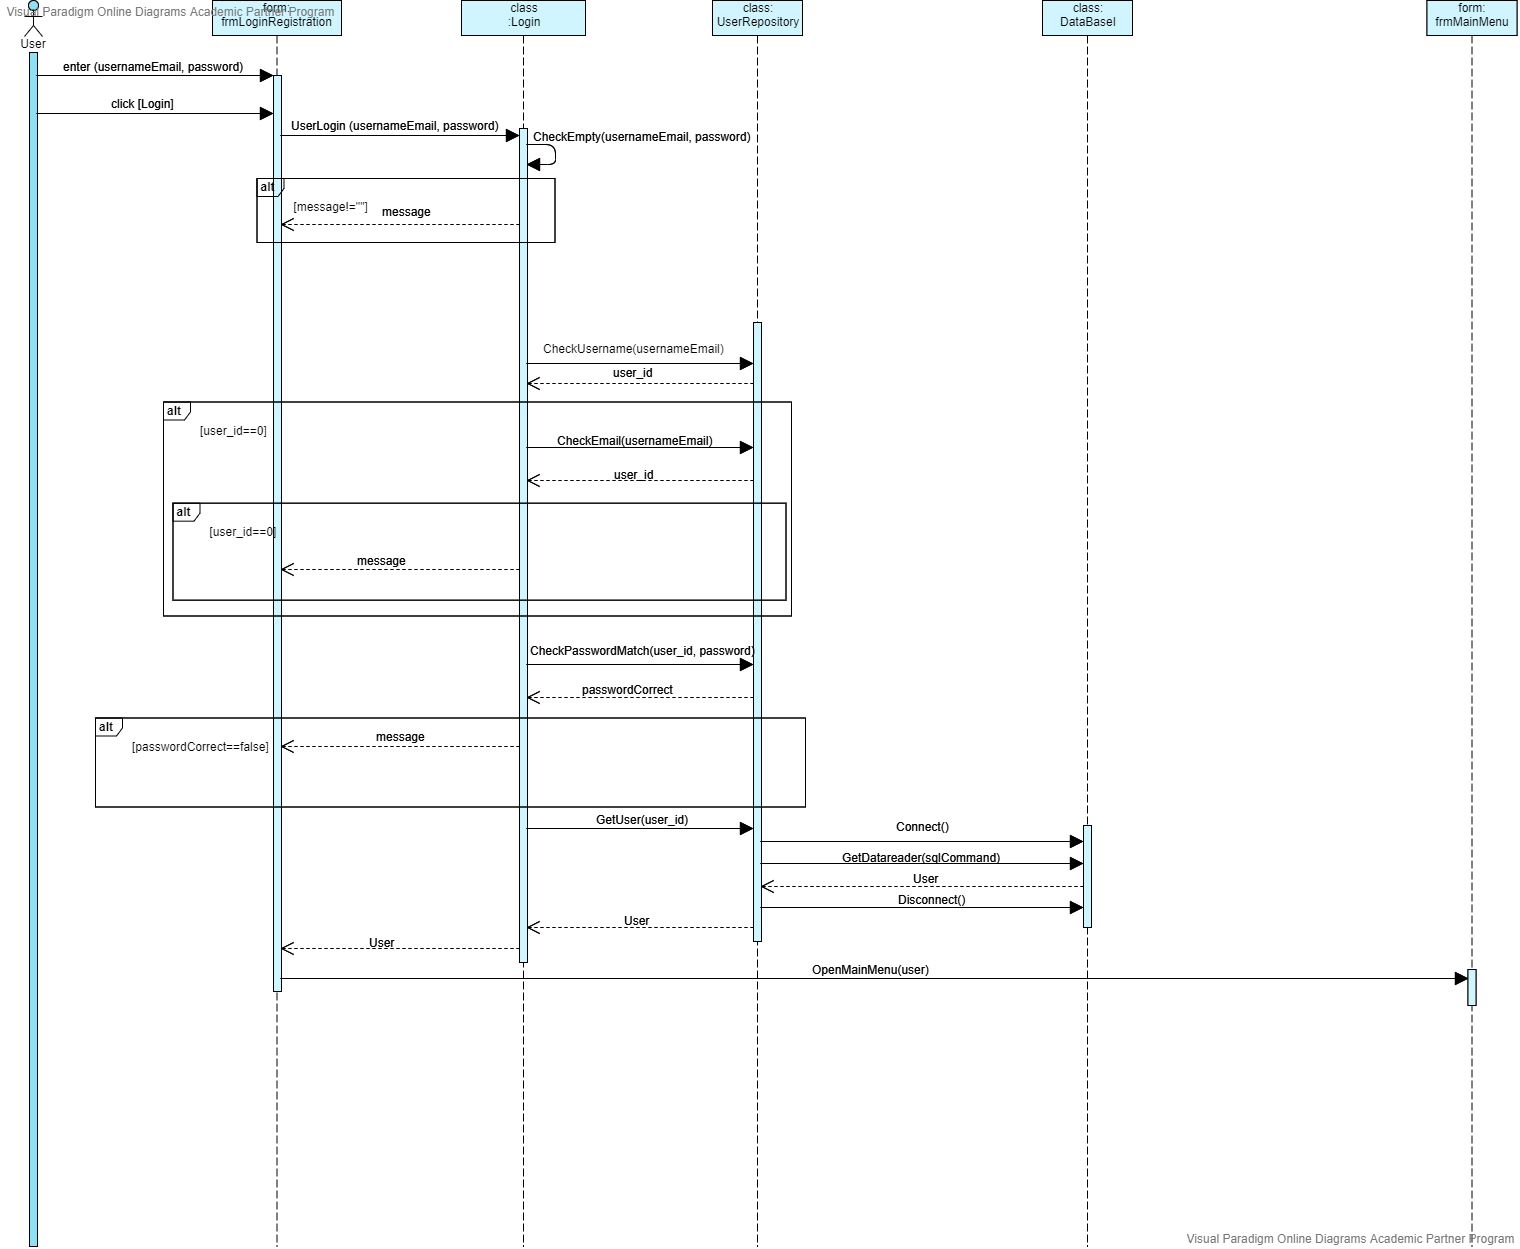 Visual Paradigm Online Diagrams Academic Partner Program
User
form:
frmLoginRegistration
class
:Login
class:
UserRepository
class:
DataBaseI
form:
frmMainMenu
enter (usernameEmail, password)
click [Login]
UserLogin (usernameEmail, password)
CheckEmpty(usernameEmail, password)
alt
[message!=""]
message
CheckUsername(usernameEmail)
user_id
alt
[user_id==0]
CheckEmail(usernameEmail)
user_id
alt
[user_id==0]
message
CheckPasswordMatch(user_id, password)
passwordCorrect
alt
[passwordCorrect==false]
message
GetUser(user_id)
Connect()
GetDatareader(sqlCommand)
User
Disconnect()
User
User
OpenMainMenu(user)
Visual Paradigm Online Diagrams Academic Partner Program